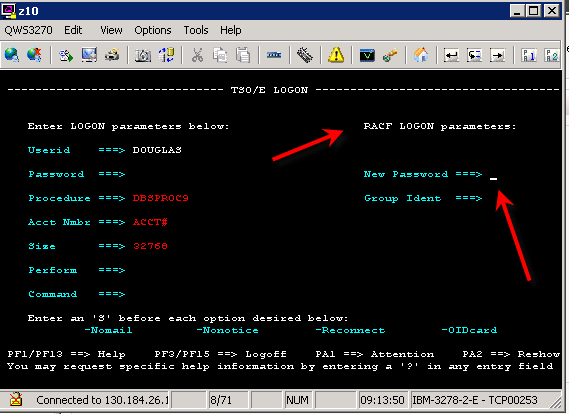 z10
QWS3270 Edit View Options Tools Help
TSO/E LOGON
Enter LOGON parameters below: RACF LOGON parameters:
Userid ===> DOUGLAS
Password ===> New Password ===>
Procedure ===> DBSPROC9 Group Ident ===>
Acct Nmbr ===> ACCT#
Size ===> 32768
Perform ===>
Command ===>
Enter an 'S' before each option desired below:
-Nomail -Nonotice -Reconnect -OIDcard
PF1/PF13 ==> Help PF3/PF15 ==> Logoff PA1 ==> Attention PA2 ==> Reshow
You may request specific help information by entering a '?' in any entry field
Connected to 130.184.26.1 8/71 NUM 09:13:50 IBM-3278-2-E - TCP00253